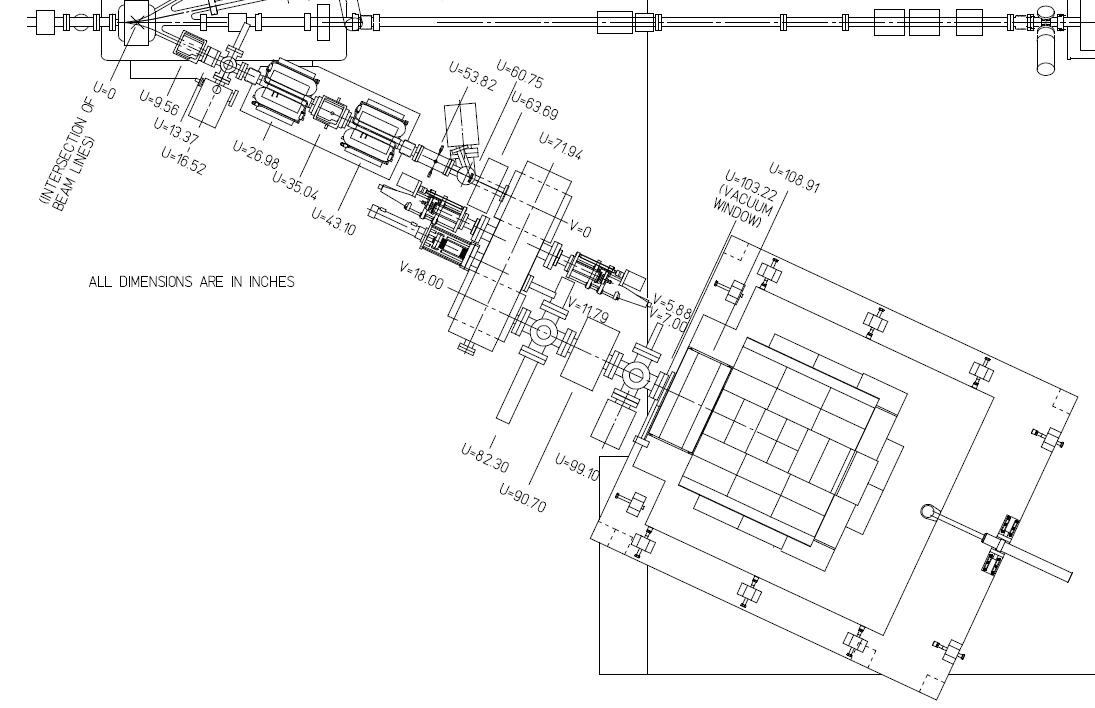 U=0
(INTERSECTION OF
BEAM LINES)
U=9.56
U=13.37
U=16.52
U=26.98
U=35.04
U=43.10
U=53.82
U=60.75
U=63.69
U=71.94
V=0
V=18.00
V=11.79
V=5.88
V=7.00
U=103.22
(VACUUM
WINDOW)
U=108.91
U=82.30
U=90.70
U=99.10
ALL DIMENSIONS ARE IN INCHES